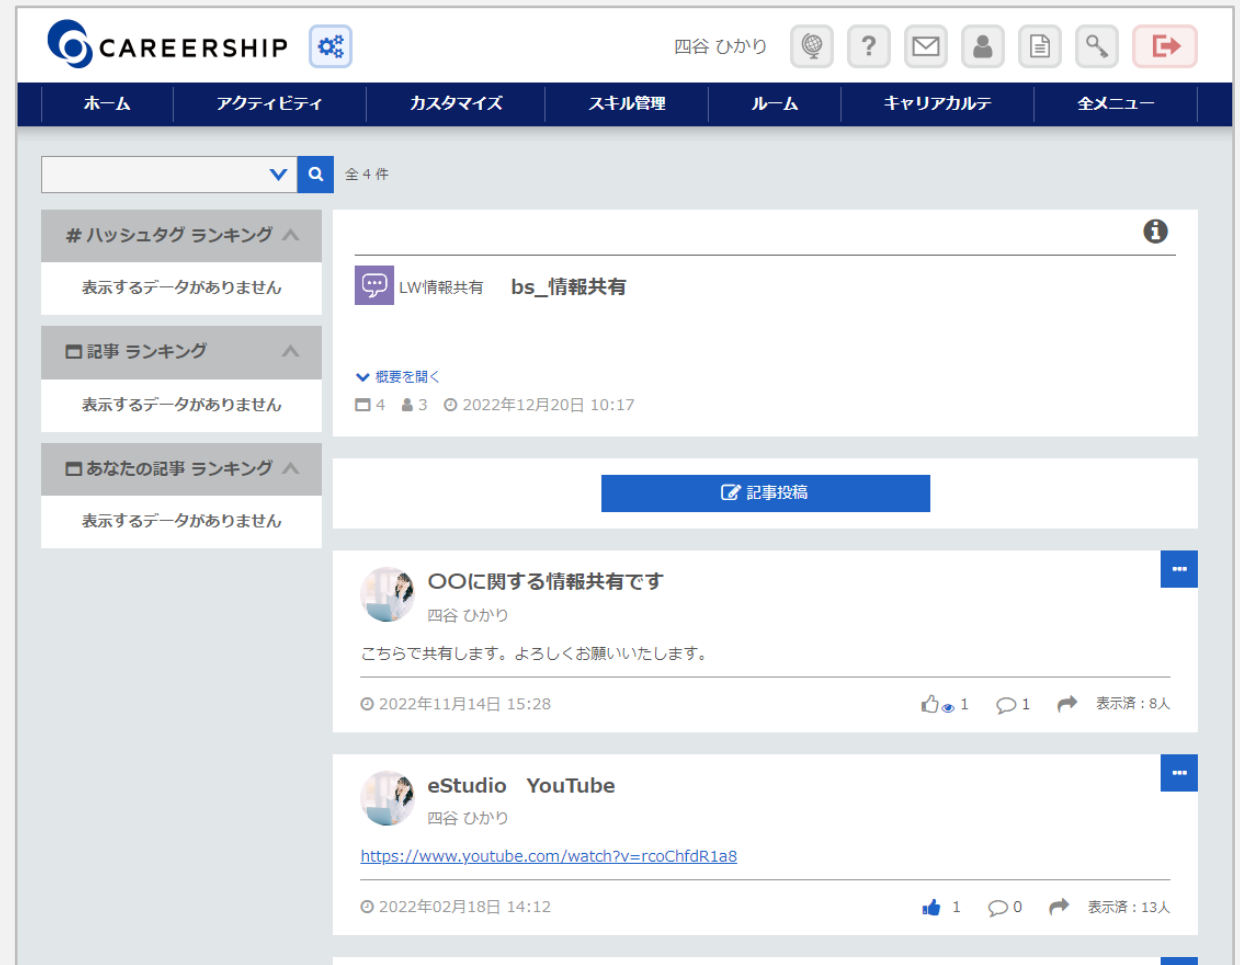 CAREERSHIP
四谷 ひかり
?
ホーム アクティビティ カスタマイズ スキル管理 ルーム キャリアカルテ 全メニュー
全 4 件
# ハッシュタグ ランキング
表示するデータがありません
記事 ランキング
表示するデータがありません
あなたの記事 ランキング
表示するデータがありません
LW情報共有 bs_情報共有
概要を開く
4 3 2022年12月20日 10:17
記事投稿
〇〇に関する情報共有です
四谷 ひかり
こちらで共有します。よろしくお願いいたします。
2022年11月14日 15:28 1 1 表示済 : 8人
eStudio YouTube
四谷 ひかり
https://www.youtube.com/watch?v=rcoChfdR1a8
2022年02月18日 14:12 1 0 表示済 : 13人